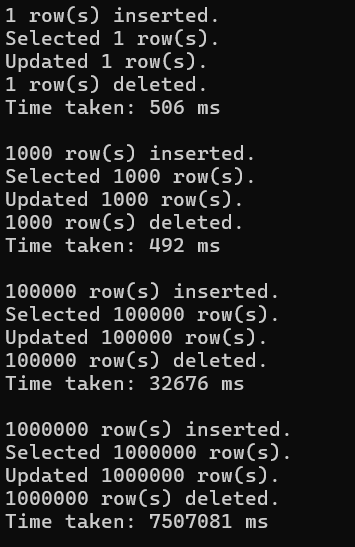 1 row(s) inserted.
Selected 1 row(s).
Updated 1 row(s).
1 row(s) deleted.
Time taken: 506 ms
1000 row(s) inserted.
Selected 1000 row(s).
Updated 1000 row(s).
1000 row(s) deleted.
Time taken: 492 ms
100000 row(s) inserted.
Selected 100000 row(s).
Updated 100000 row(s).
100000 row(s) deleted.
Time taken: 32676 ms
1000000 row(s) inserted.
Selected 1000000 row(s).
Updated 1000000 row(s).
1000000 row(s) deleted.
Time taken: 7507081 ms